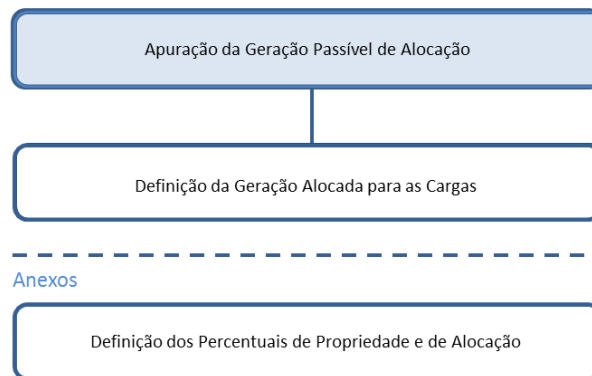 Apuração da Geração Passível de Alocação
Definição da Geração Alocada para as Cargas
Anexos
Definição dos Percentuais de Propriedade e de Alocação